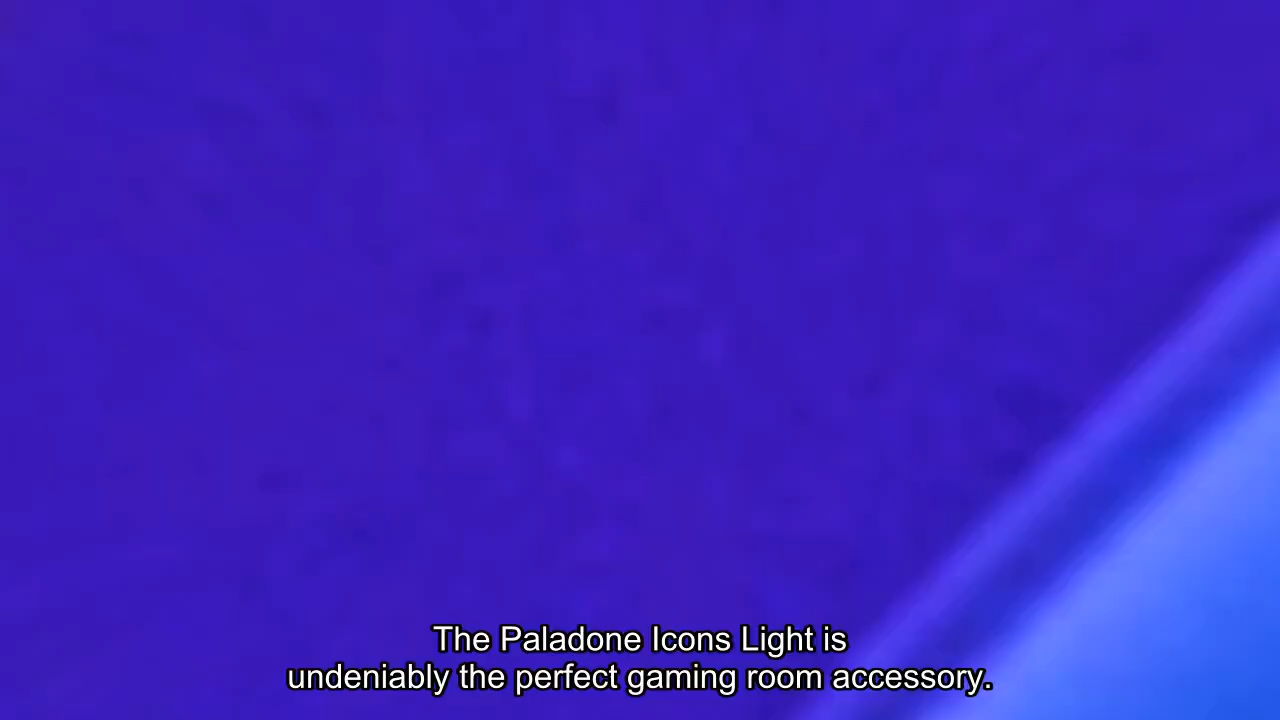 The Paladone Icons Light is
undeniably the perfect gaming room accessory.